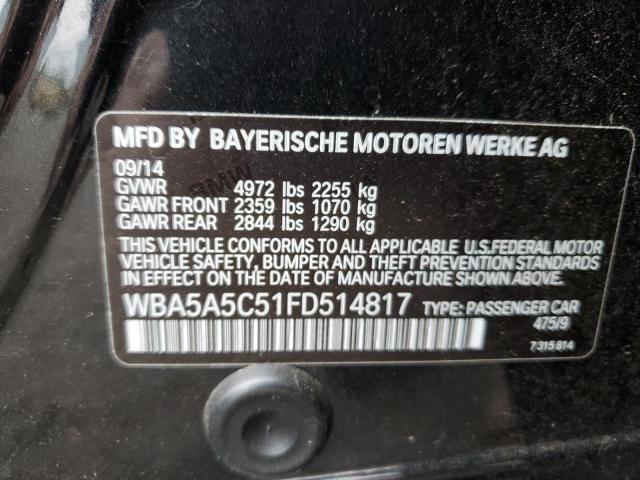 MFD BY BAYERISCHE MOTOREN WERKE AG
09/14
GVWR 4972 lbs 2255 kg
GAWR FRONT 2359 lbs 1070 kg
GAWR REAR 2844 lbs 1290 kg
THIS VEHICLE CONFORMS TO ALL APPLICABLE U.S.FEDERAL MOTOR
VEHICLE SAFETY, BUMPER AND THEFT PREVENTION STANDARDS
IN EFFECT ON THE DATE OF MANUFACTURE SHOWN ABOVE.
WBA5A5C51FD514817 TYPE: PASSENGER CAR
475/9
7315814